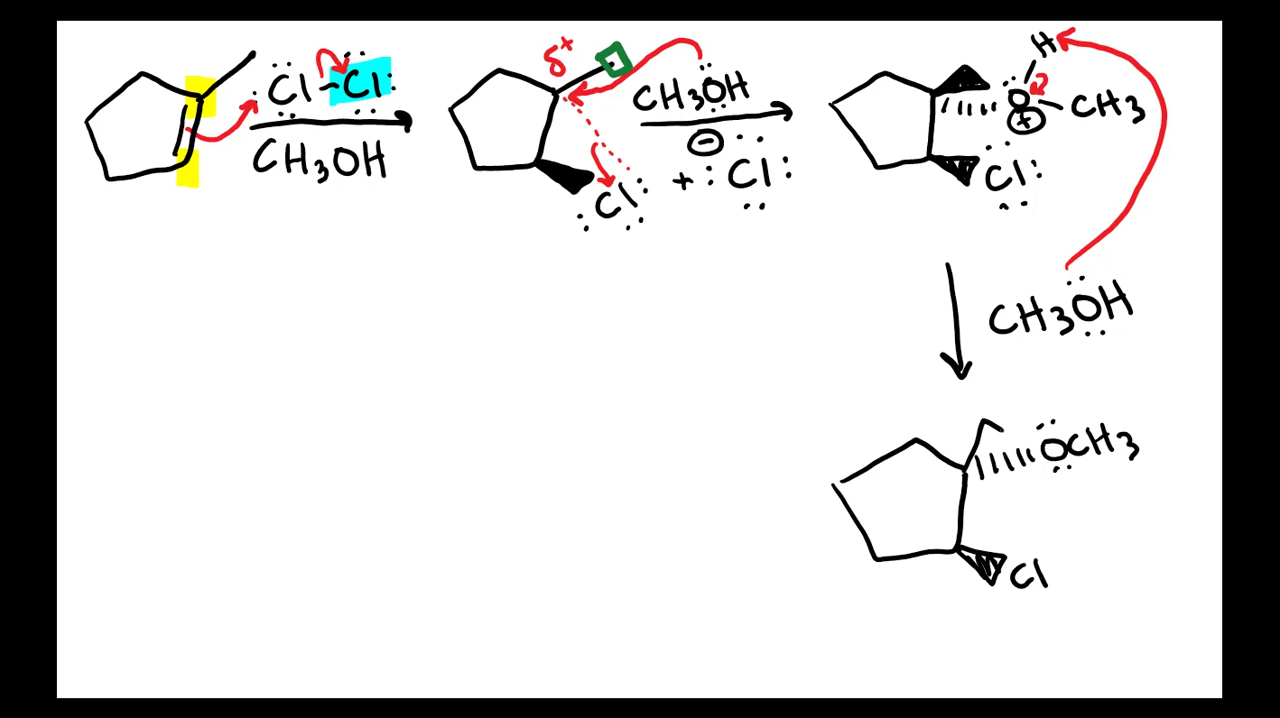 Cl-Cl
CH3OH
δ+
CH3OH
⊖
+ Cl
Cl
H
O
⊕
CH3
Cl
CH3OH
OCH3
Cl